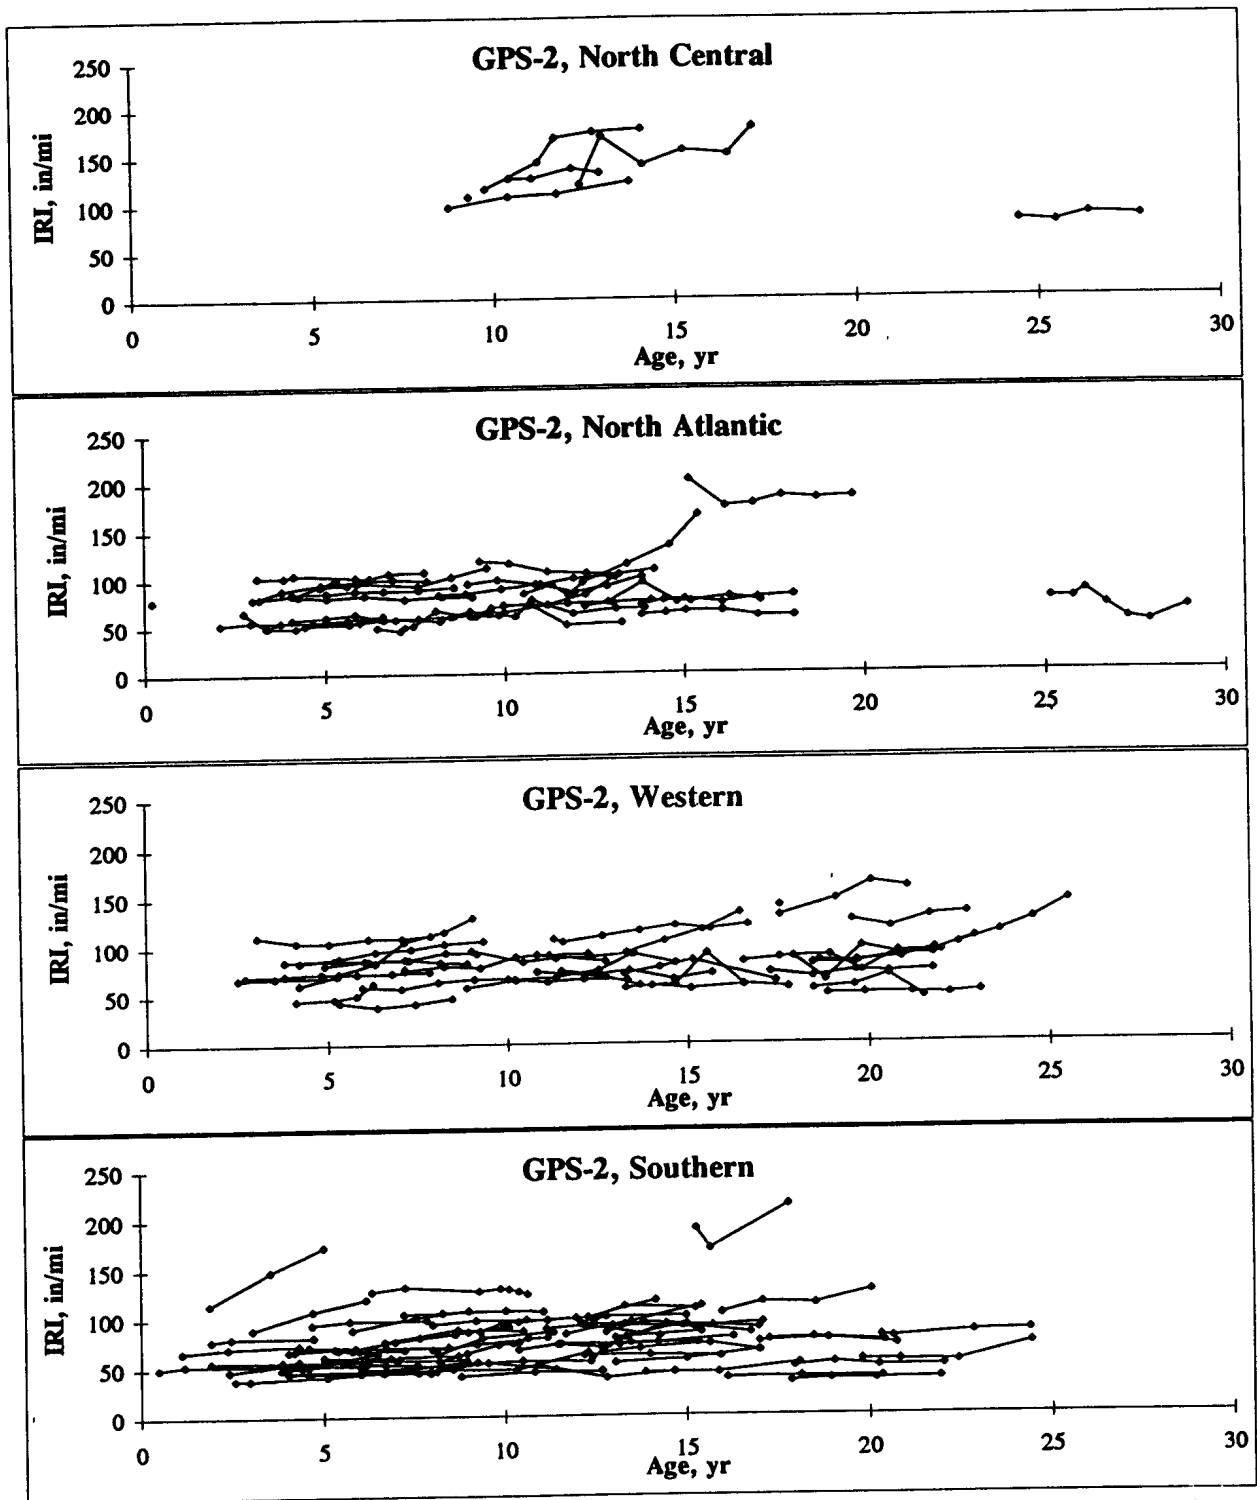 GPS-2, North Central
250
200
150
100
50
0
IRI, in/mi
0 5 10 15 20 25 30
Age, yr
GPS-2, North Atlantic
250
200
150
100
50
0
IRI, in/mi
0 5 10 15 20 25 30
Age, yr
GPS-2, Western
250
200
150
100
50
0
IRI, in/mi
0 5 10 15 20 25 30
Age, yr
GPS-2, Southern
250
200
150
100
50
0
IRI, in/mi
0 5 10 15 20 25 30
Age, yr